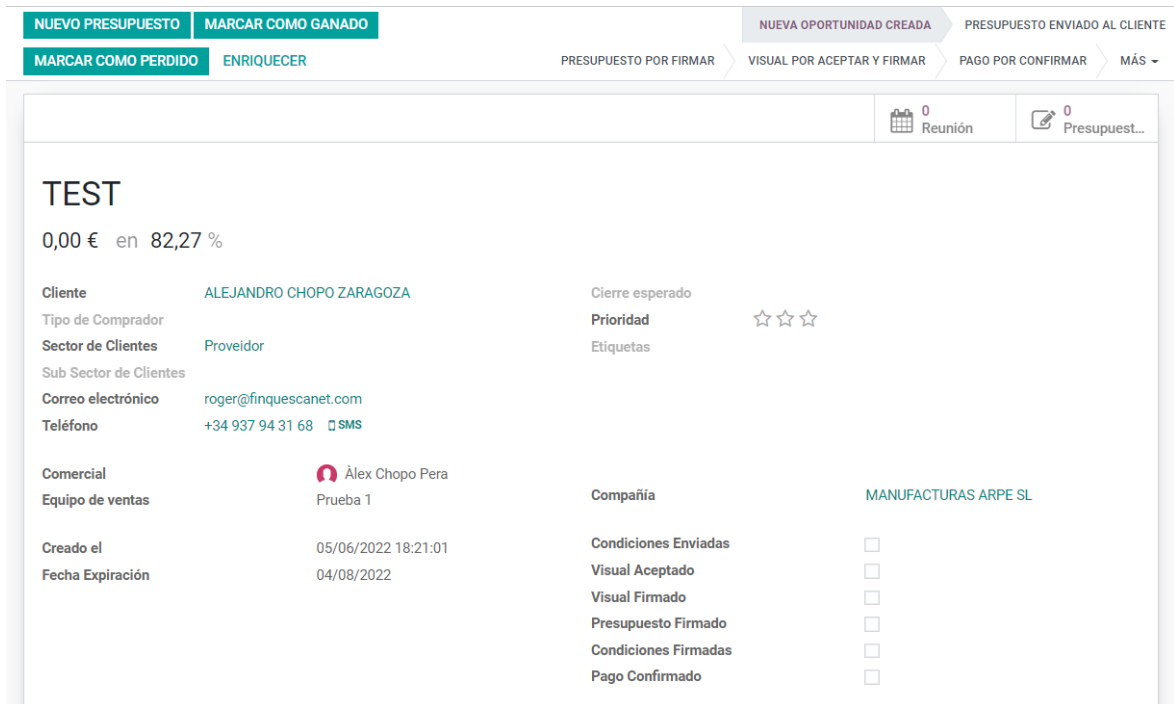 NUEVO PRESUPUESTO MARCAR COMO GANADO NUEVA OPORTUNIDAD CREADA PRESUPUESTO ENVIADO AL CLIENTE
MARCAR COMO PERDIDO ENRIQUECER PRESUPUESTO POR FIRMAR VISUAL POR ACEPTAR Y FIRMAR PAGO POR CONFIRMAR MÁS
0 Reunión
0 Presupuest...
TEST
0,00 € en 82,27 %
Cliente ALEJANDRO CHOPO ZARAGOZA
Tipo de Comprador
Sector de Clientes Proveidor
Sub Sector de Clientes
Correo electrónico roger@finquescanet.com
Teléfono +34 937 94 31 68 SMS
Cierre esperado
Prioridad
Etiquetas
Comercial Àlex Chopo Pera
Equipo de ventas Prueba 1
Compañía MANUFACTURAS ARPE SL
Creado el 05/06/2022 18:21:01
Fecha Expiración 04/08/2022
Condiciones Enviadas
Visual Aceptado
Visual Firmado
Presupuesto Firmado
Condiciones Firmadas
Pago Confirmado